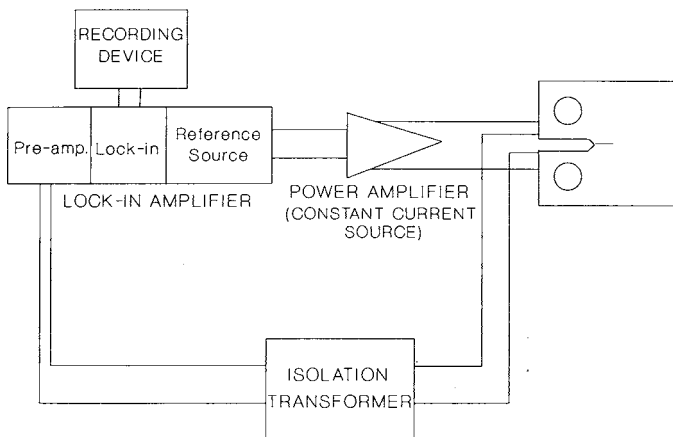 RECORDING
DEVICE
Pre-amp.
Lock-in
Reference
Source
LOCK-IN AMPLIFIER
POWER AMPLIFIER
(CONSTANT CURRENT
SOURCE)
ISOLATION
TRANSFORMER